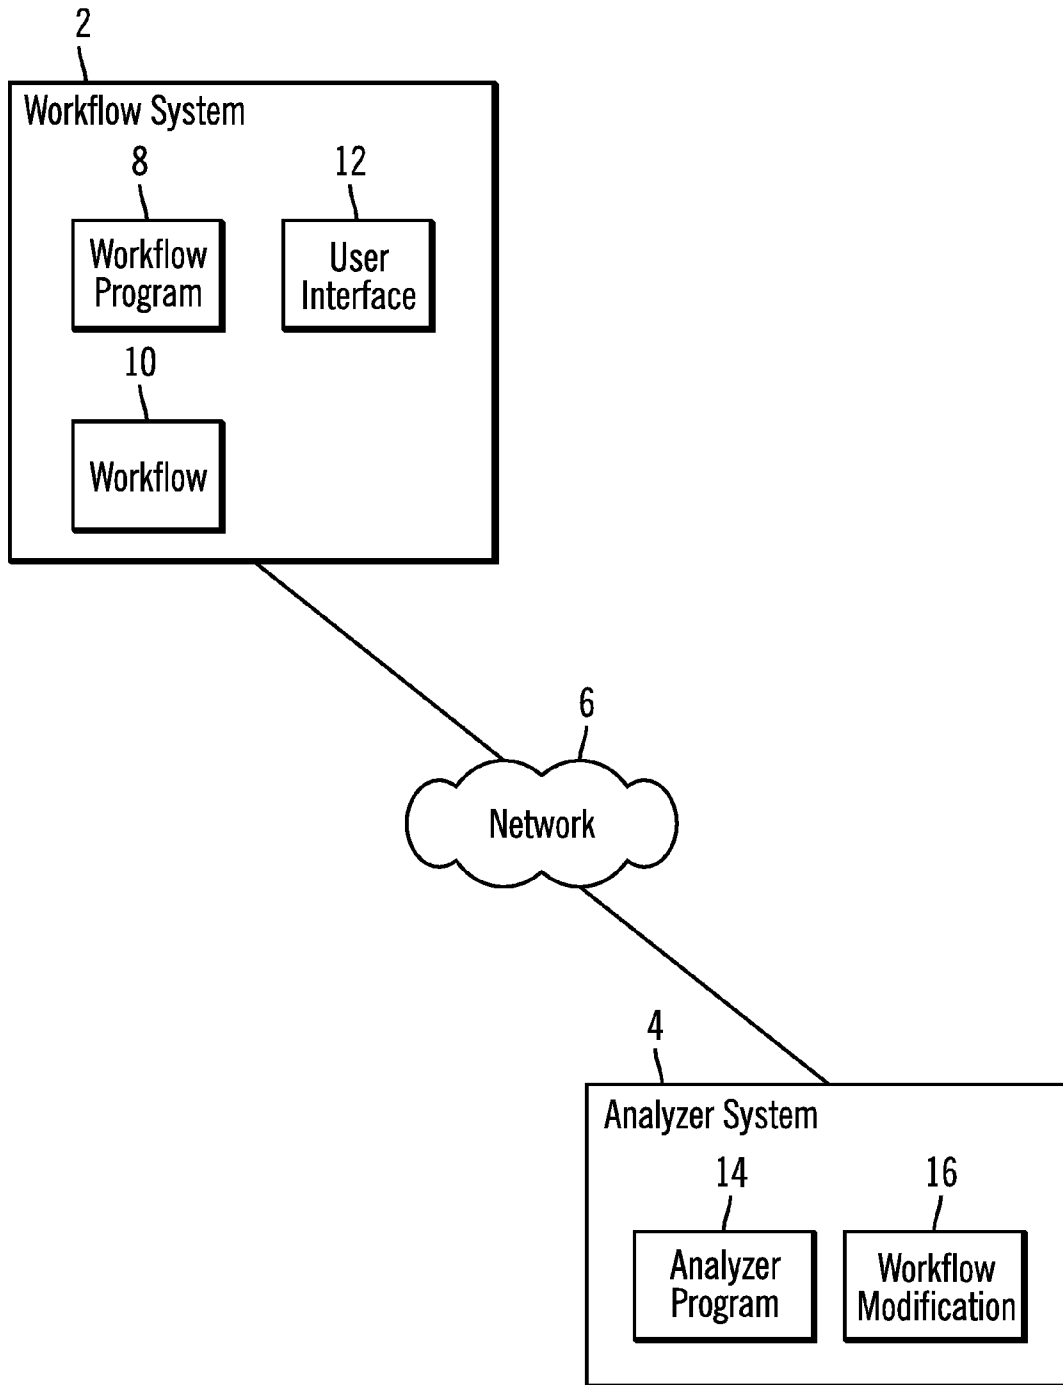 2
Workflow System
8
12
Workflow
Program
User
Interface
10
Workflow
6
Network
4
Analyzer System
14
16
Analyzer
Program
Workflow
Modification